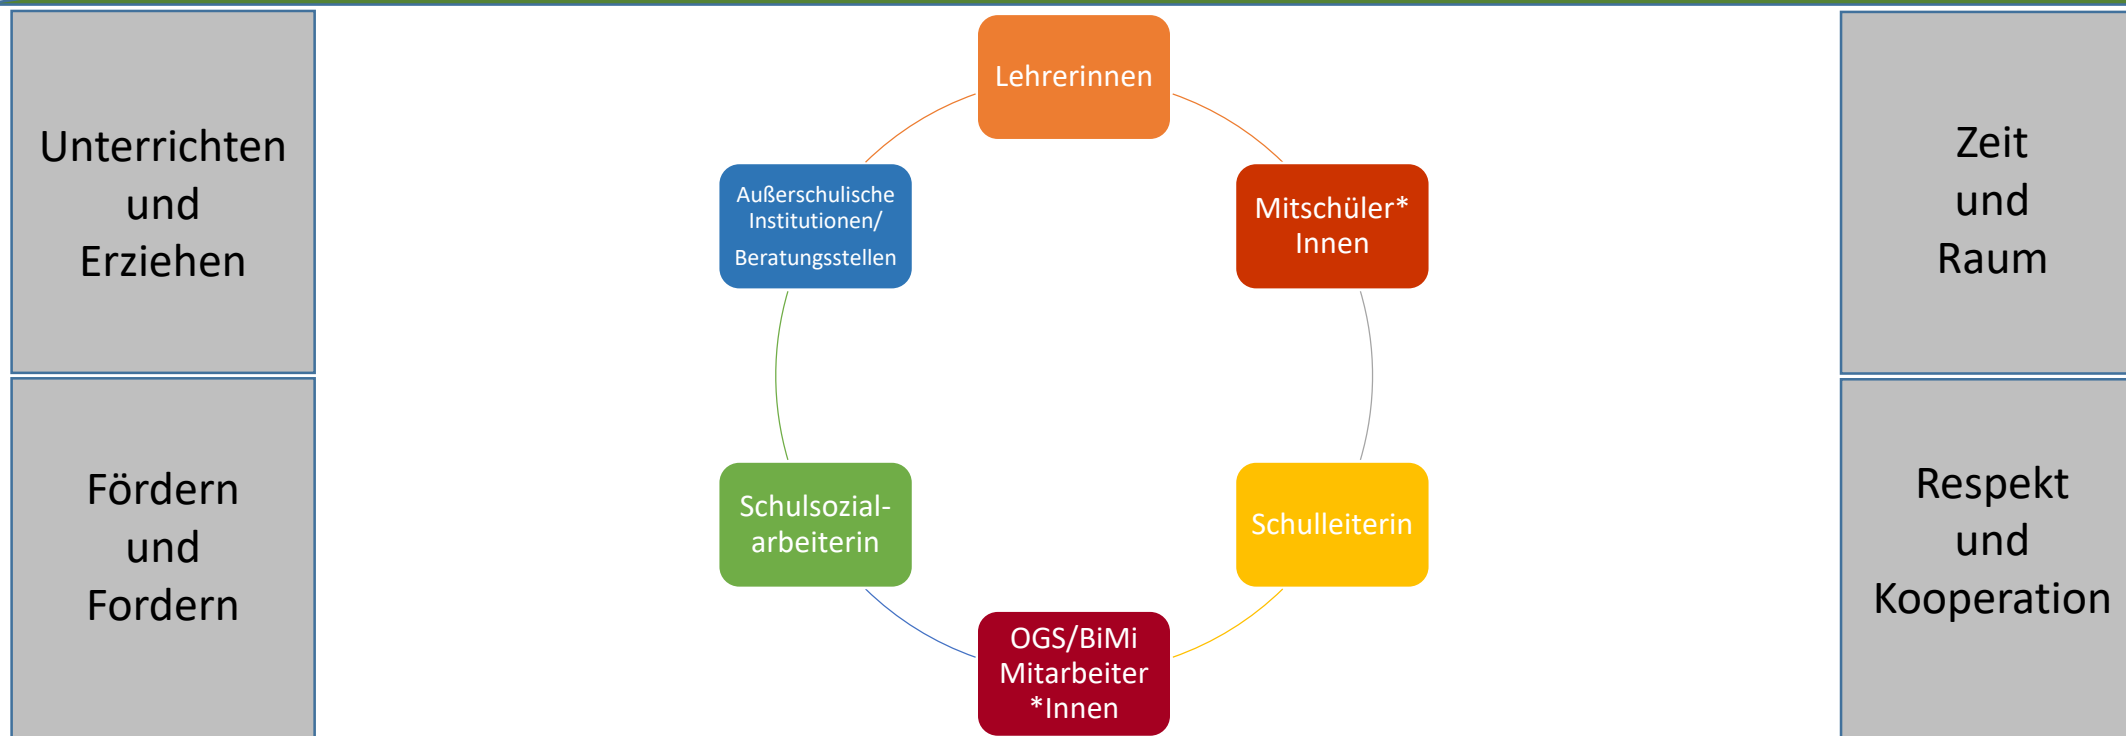 Unterrichten
und
Erziehen
Fördern
und
Fordern
Lehrerinnen
Außerschulische
Institutionen/
Beratungsstellen
Mitschüler*
Innen
Schulsozial-
arbeiterin
Schulleiterin
OGS/BiMi
Mitarbeiter
*Innen
Zeit
und
Raum
Respekt
und
Kooperation